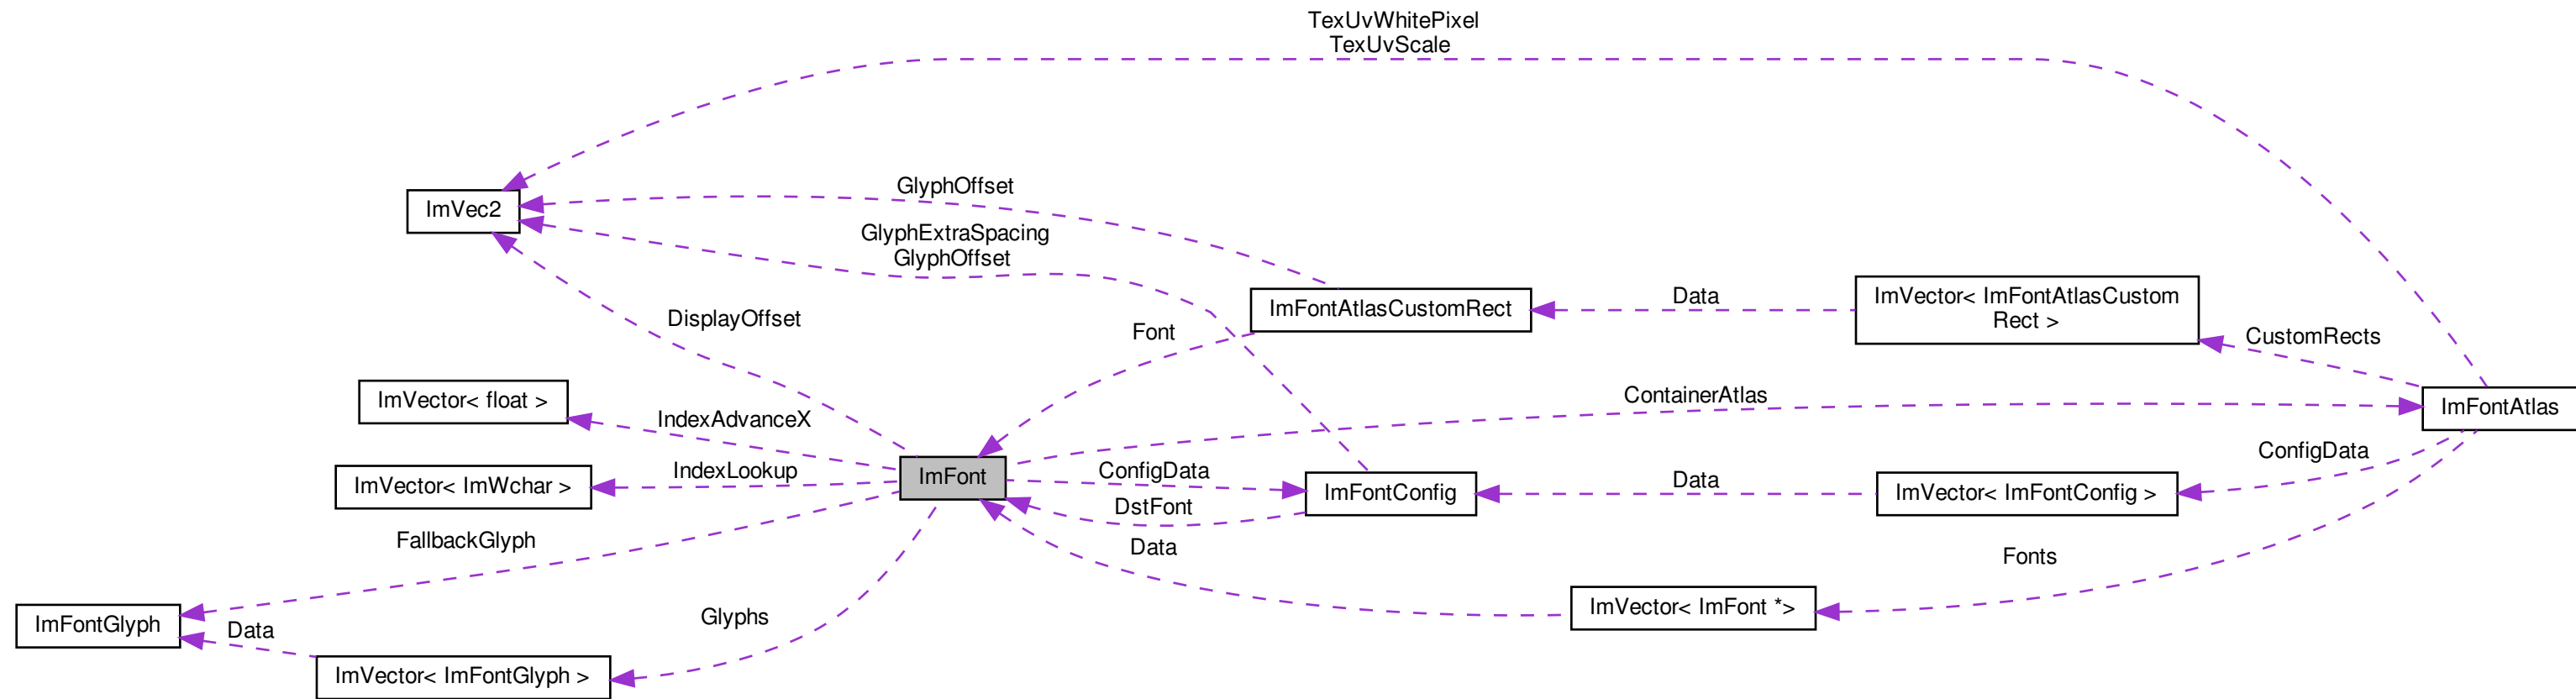 TexUvWhitePixel
TexUvScale
GlyphOffset
ImVec2
GlyphExtraSpacing
GlyphOffset
ImVector< ImFontAtlasCustom
Rect >
Data
ImFontAtlasCustomRect
DisplayOffset
Font
CustomRects
ContainerAtlas
ImVector< float >
ImFontAtlas
IndexAdvanceX
ConfigData
IndexLookup
ConfigData
ImFont
Data
ImVector< ImWchar >
ImFontConfig
ImVector< ImFontConfig >
DstFont
FallbackGlyph
Data
Fonts
ImVector< ImFont *>
Glyphs
ImFontGlyph
Data
ImVector< ImFontGlyph >